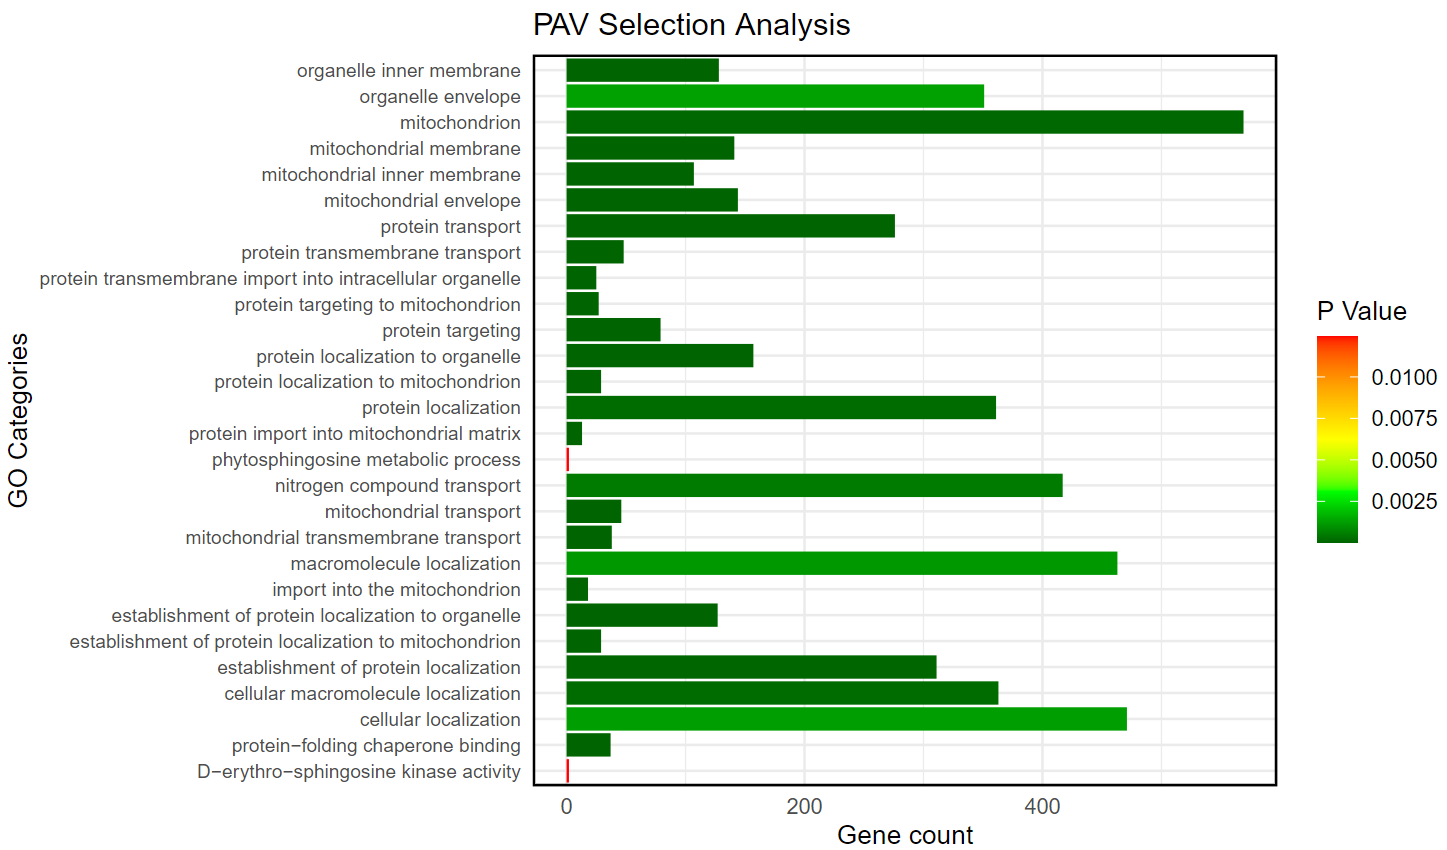 PAV Selection Analysis
GO Categories
organelle inner membrane
organelle envelope
mitochondrion
mitochondrial membrane
mitochondrial inner membrane
mitochondrial envelope
protein transport
protein transmembrane transport
protein transmembrane import into intracellular organelle
protein targeting to mitochondrion
protein targeting
protein localization to organelle
protein localization to mitochondrion
protein localization
protein import into mitochondrial matrix
phytosphingosine metabolic process
nitrogen compound transport
mitochondrial transport
mitochondrial transmembrane transport
macromolecule localization
import into the mitochondrion
establishment of protein localization to organelle
establishment of protein localization to mitochondrion
establishment of protein localization
cellular macromolecule localization
cellular localization
protein−folding chaperone binding
D−erythro−sphingosine kinase activity
0 200 400
Gene count
P Value
0.0100
0.0075
0.0050
0.0025